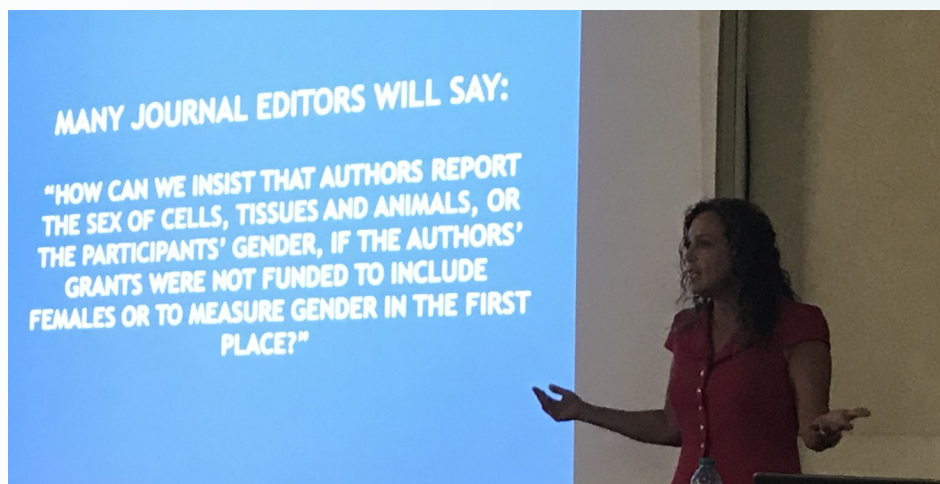 MANY JOURNAL EDITORS WILL SAY:
“HOW CAN WE INSIST THAT AUTHORS REPORT
THE SEX OF CELLS, TISSUES AND ANIMALS, OR
THE PARTICIPANTS’ GENDER, IF THE AUTHORS’
GRANTS WERE NOT FUNDED TO INCLUDE
FEMALES OR TO MEASURE GENDER IN THE FIRST
PLACE?”